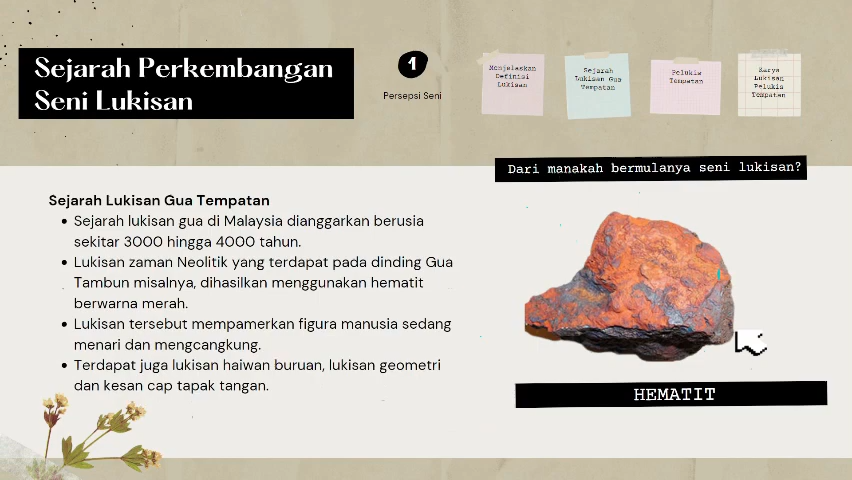 Sejarah Perkembangan
Seni Lukisan
1
Persepsi Seni
Menjelaskan
Definisi
Lukisan
Sejarah
Lukisan Gua
Tempatan
Pelukis
Tempatan
Karya
Lukisan
Pelukis
Tempatan
Dari manakah bermulanya seni lukisan?
Sejarah Lukisan Gua Tempatan
• Sejarah lukisan gua di Malaysia dianggarkan berusia
sekitar 3000 hingga 4000 tahun.
• Lukisan zaman Neolitik yang terdapat pada dinding Gua
Tambun misalnya, dihasilkan menggunakan hematit
berwarna merah.
• Lukisan tersebut mempamerkan figura manusia sedang
menari dan mengcangkung.
• Terdapat juga lukisan haiwan buruan, lukisan geometri
dan kesan cap tapak tangan.
HEMATIT